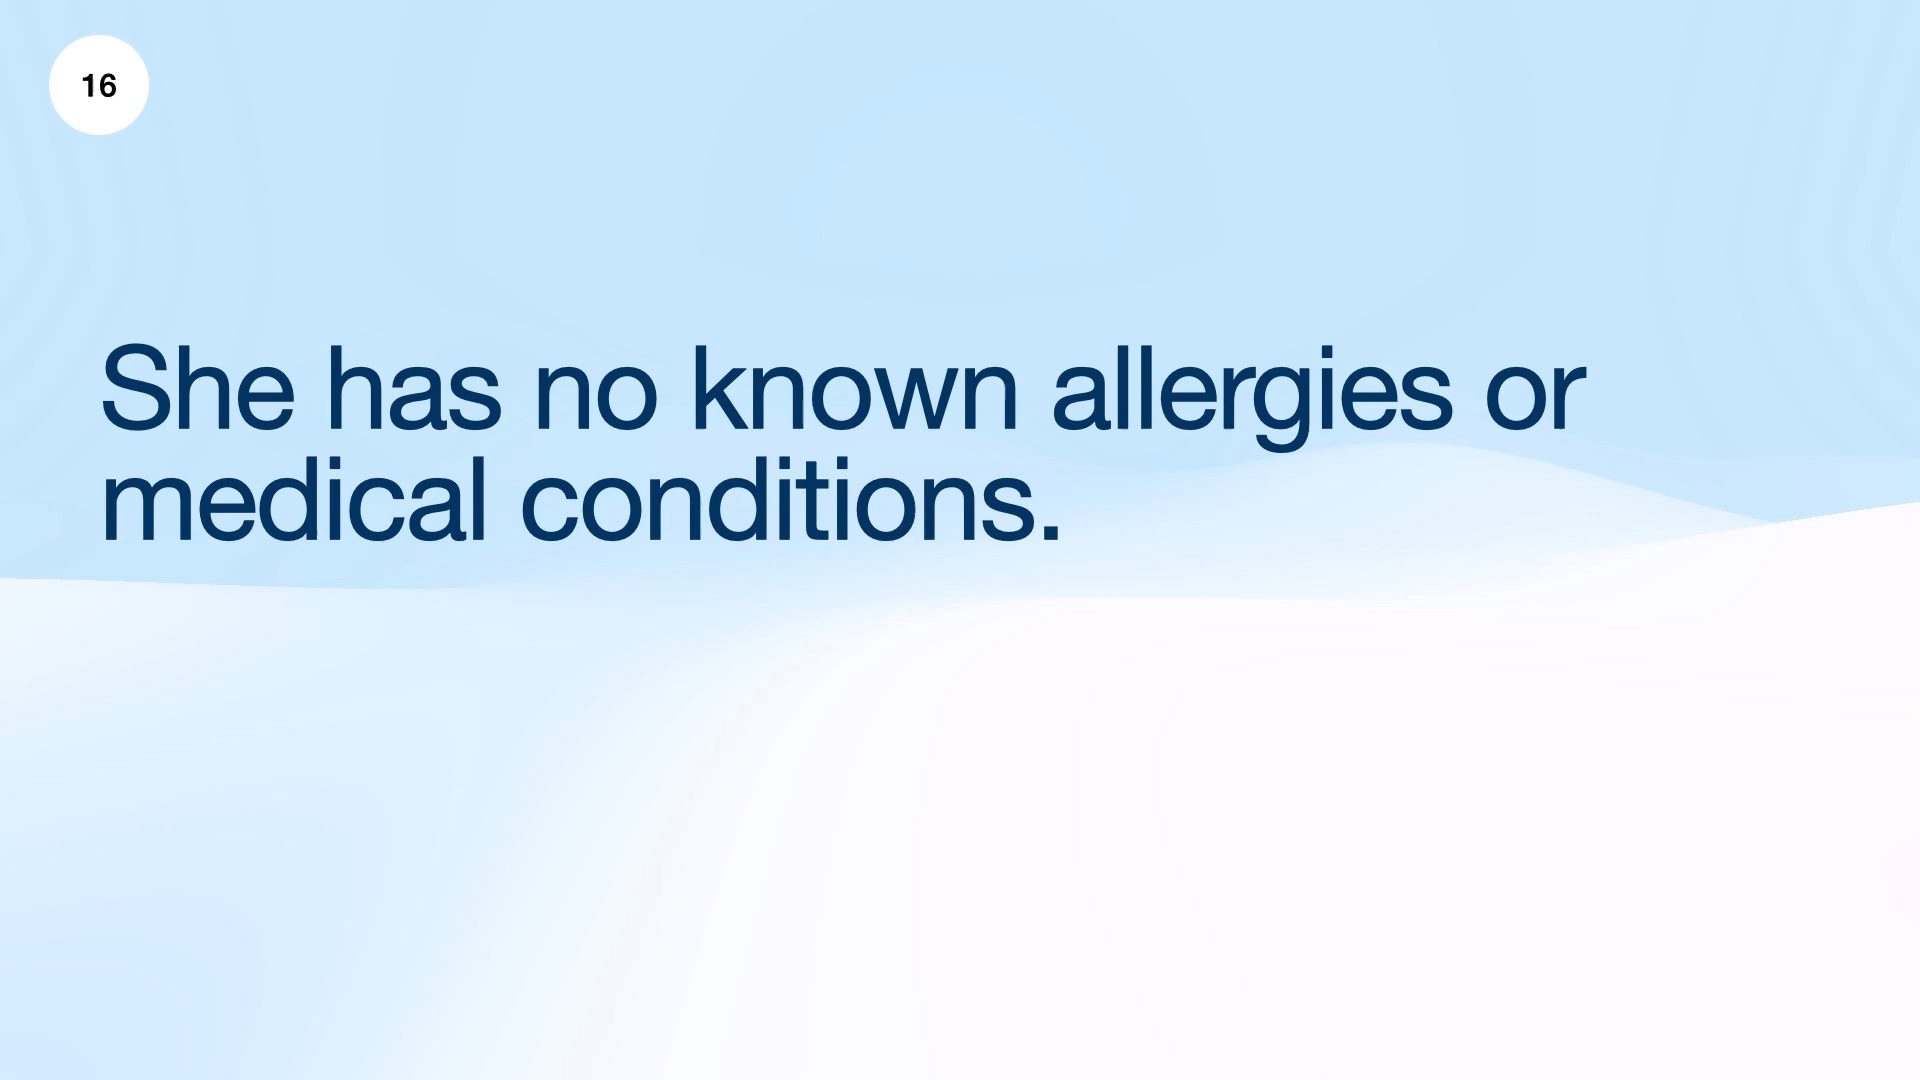 16
She has no known allergies or
medical conditions.